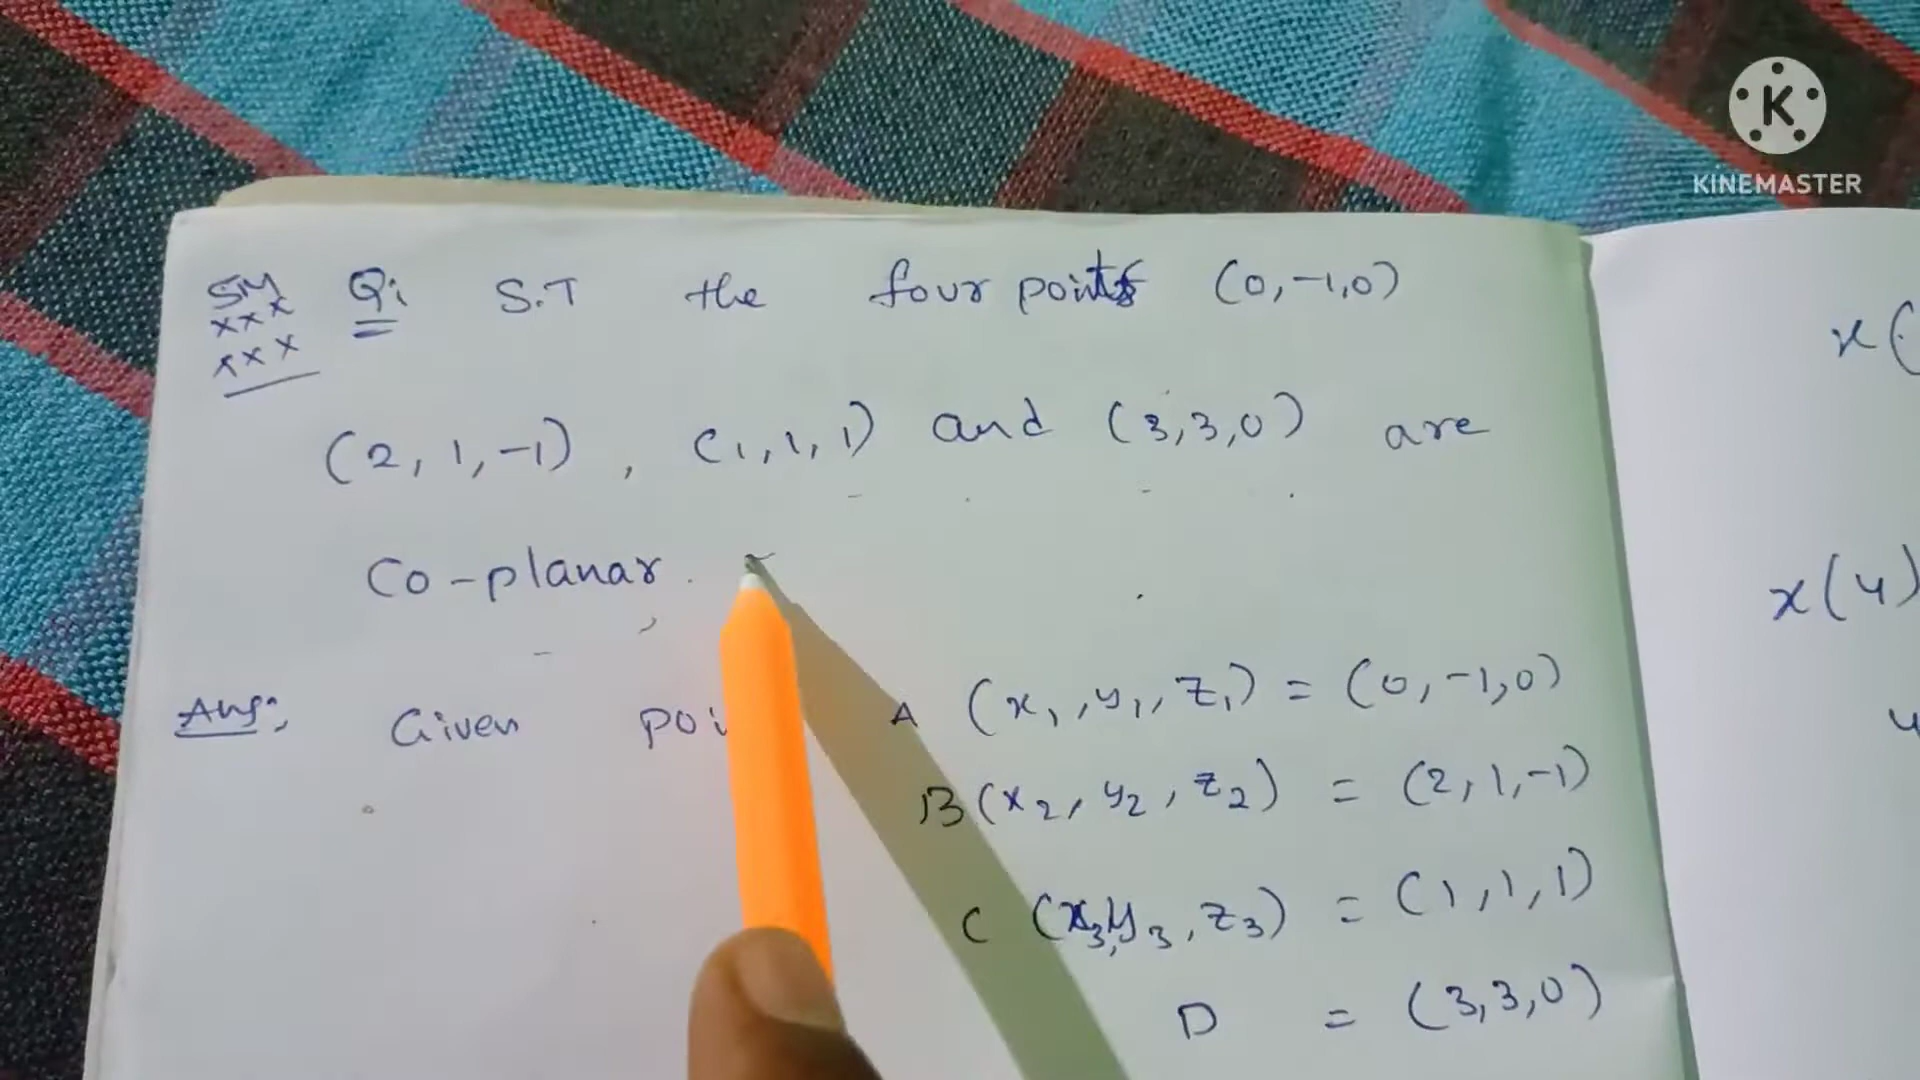 K
KINEMASTER
5M Q: S.T the four points (0,-1,0)
xxx
xxx
(2,1,-1), (1,1,1) and (3,3,0) are
Co-planar.
Ans: Given poi A (x₁,y₁,z₁) = (0,-1,0)
B(x₂,y₂,z₂) = (2,1,-1)
C (x₃,y₃,z₃) = (1,1,1)
D = (3,3,0)
x(
x(4)